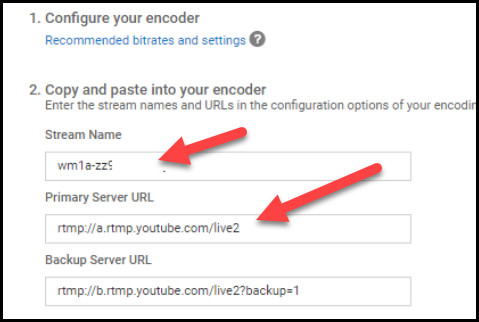 1. Configure your encoder
Recommended bitrates and settings ?
2. Copy and paste into your encoder
Enter the stream names and URLs in the configuration options of your
Stream Name
wm1a-zz9
Primary Server URL
rtmp://a.rtmp.youtube.com/live2
Backup Server URL
rtmp://b.rtmp.youtube.com/live2?backup=1